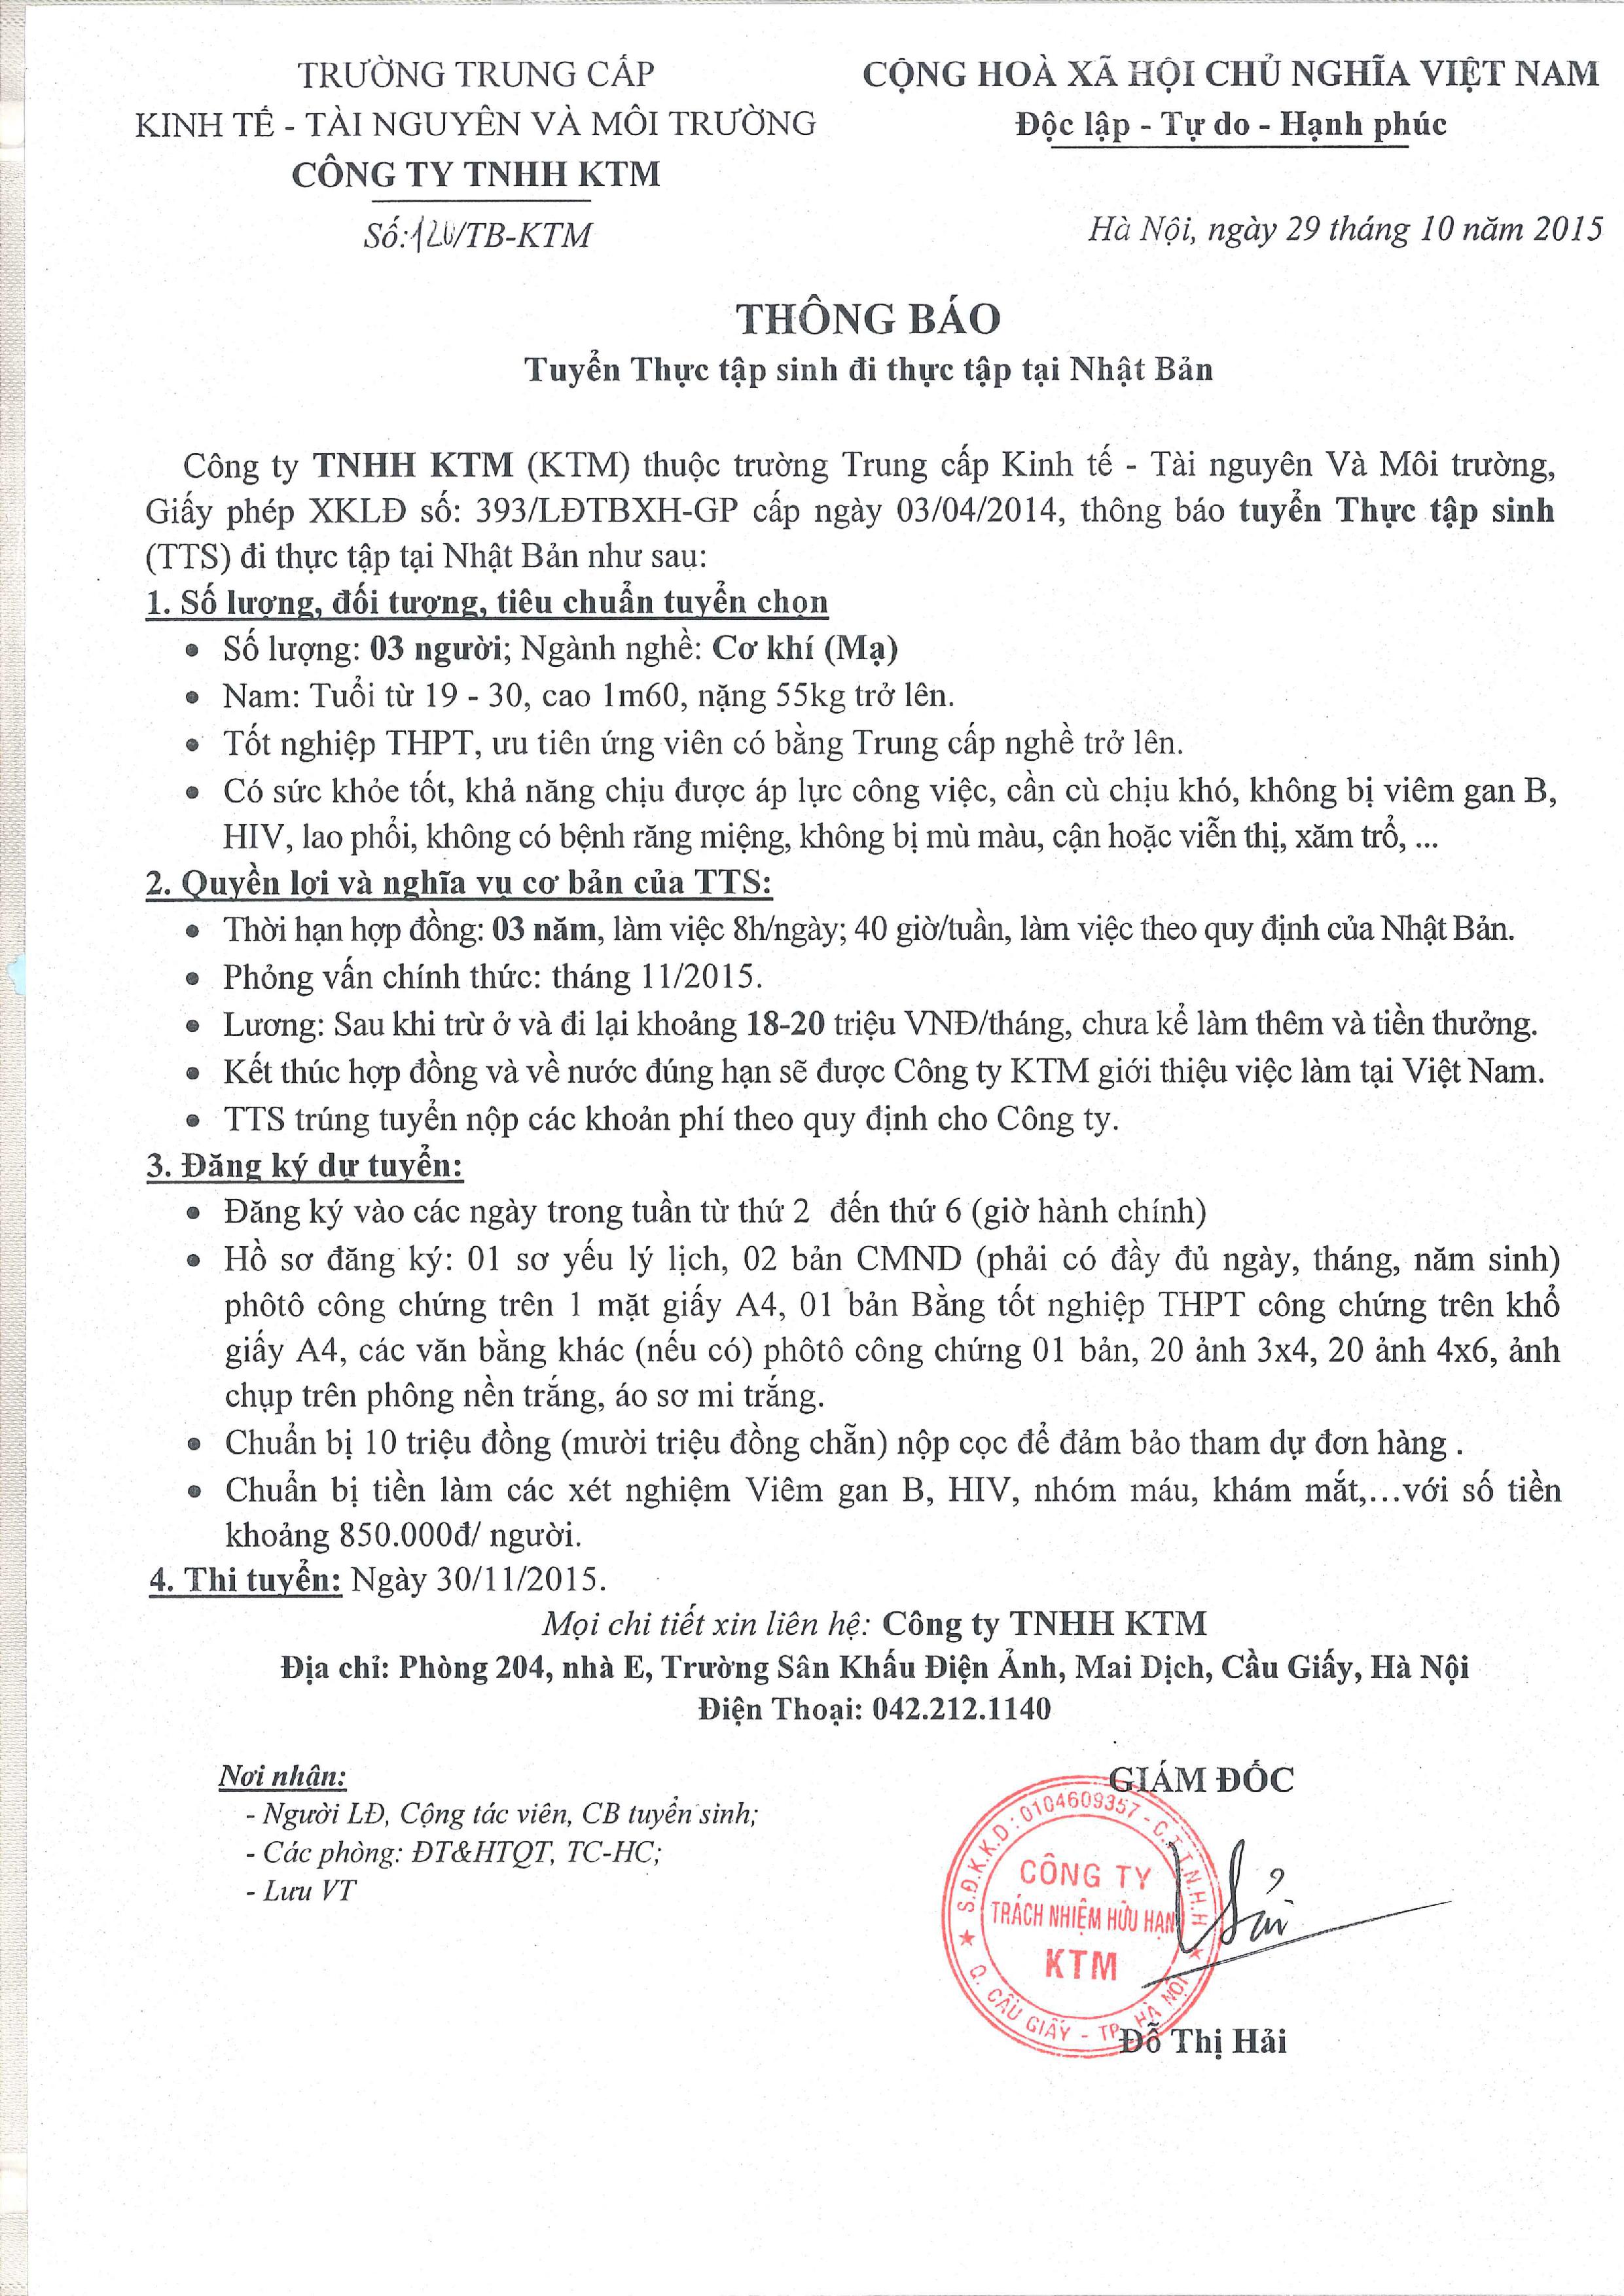 TRƯỜNG TRUNG CẤP
KINH TẾ - TÀI NGUYÊN VÀ MÔI TRƯỜNG
CÔNG TY TNHH KTM
Số:120/TB-KTM
CỘNG HOÀ XÃ HỘI CHỦ NGHĨA VIỆT NAM
Độc lập - Tự do - Hạnh phúc
Hà Nội, ngày 29 tháng 10 năm 2015
THÔNG BÁO
Tuyển Thực tập sinh đi thực tập tại Nhật Bản
Công ty TNHH KTM (KTM) thuộc trường Trung cấp Kinh tế - Tài nguyên Và Môi trường,
Giấy phép XKLĐ số: 393/LĐTBXH-GP cấp ngày 03/04/2014, thông báo tuyển Thực tập sinh
(TTS) đi thực tập tại Nhật Bản như sau:
1. Số lượng, đối tượng, tiêu chuẩn tuyển chọn
• Số lượng: 03 người; Ngành nghề: Cơ khí (Mạ)
• Nam: Tuổi từ 19 - 30, cao 1m60, nặng 55kg trở lên.
• Tốt nghiệp THPT, ưu tiên ứng viên có bằng Trung cấp nghề trở lên.
• Có sức khỏe tốt, khả năng chịu được áp lực công việc, cần cù chịu khó, không bị viêm gan B,
HIV, lao phổi, không có bệnh răng miệng, không bị mù màu, cận hoặc viễn thị, xăm trổ, ...
2. Quyền lợi và nghĩa vụ cơ bản của TTS:
• Thời hạn hợp đồng: 03 năm, làm việc 8h/ngày; 40 giờ/tuần, làm việc theo quy định của Nhật Bản.
• Phỏng vấn chính thức: tháng 11/2015.
• Lương: Sau khi trừ ở và đi lại khoảng 18-20 triệu VNĐ/tháng, chưa kể làm thêm và tiền thưởng.
• Kết thúc hợp đồng và về nước đúng hạn sẽ được Công ty KTM giới thiệu việc làm tại Việt Nam.
• TTS trúng tuyển nộp các khoản phí theo quy định cho Công ty.
3. Đăng ký dự tuyển:
• Đăng ký vào các ngày trong tuần từ thứ 2 đến thứ 6 (giờ hành chính)
• Hồ sơ đăng ký: 01 sơ yếu lý lịch, 02 bản CMND (phải có đầy đủ ngày, tháng, năm sinh)
phôtô công chứng trên 1 mặt giấy A4, 01 bản Bằng tốt nghiệp THPT công chứng trên khổ
giấy A4, các văn bằng khác (nếu có) phôtô công chứng 01 bản, 20 ảnh 3x4, 20 ảnh 4x6, ảnh
chụp trên phông nền trắng, áo sơ mi trắng.
• Chuẩn bị 10 triệu đồng (mười triệu đồng chẵn) nộp cọc để đảm bảo tham dự đơn hàng .
• Chuẩn bị tiền làm các xét nghiệm Viêm gan B, HIV, nhóm máu, khám mắt,...với số tiền
khoảng 850.000đ/ người.
4. Thi tuyển: Ngày 30/11/2015.
Mọi chi tiết xin liên hệ: Công ty TNHH KTM
Địa chỉ: Phòng 204, nhà E, Trường Sân Khấu Điện Ảnh, Mai Dịch, Cầu Giấy, Hà Nội
Điện Thoại: 042.212.1140
Nơi nhận:
- Người LĐ, Cộng tác viên, CB tuyển sinh;
- Các phòng: ĐT&HTQT, TC-HC;
- Lưu VT
GIÁM ĐỐC
S.Đ.K.K.D: 0104609357 - C.T.T.N.H.H
CÔNG TY
TRÁCH NHIỆM HỮU HẠN
KTM
Q. CẦU GIẤY - TP. HÀ NỘI
Hải
Đỗ Thị Hải